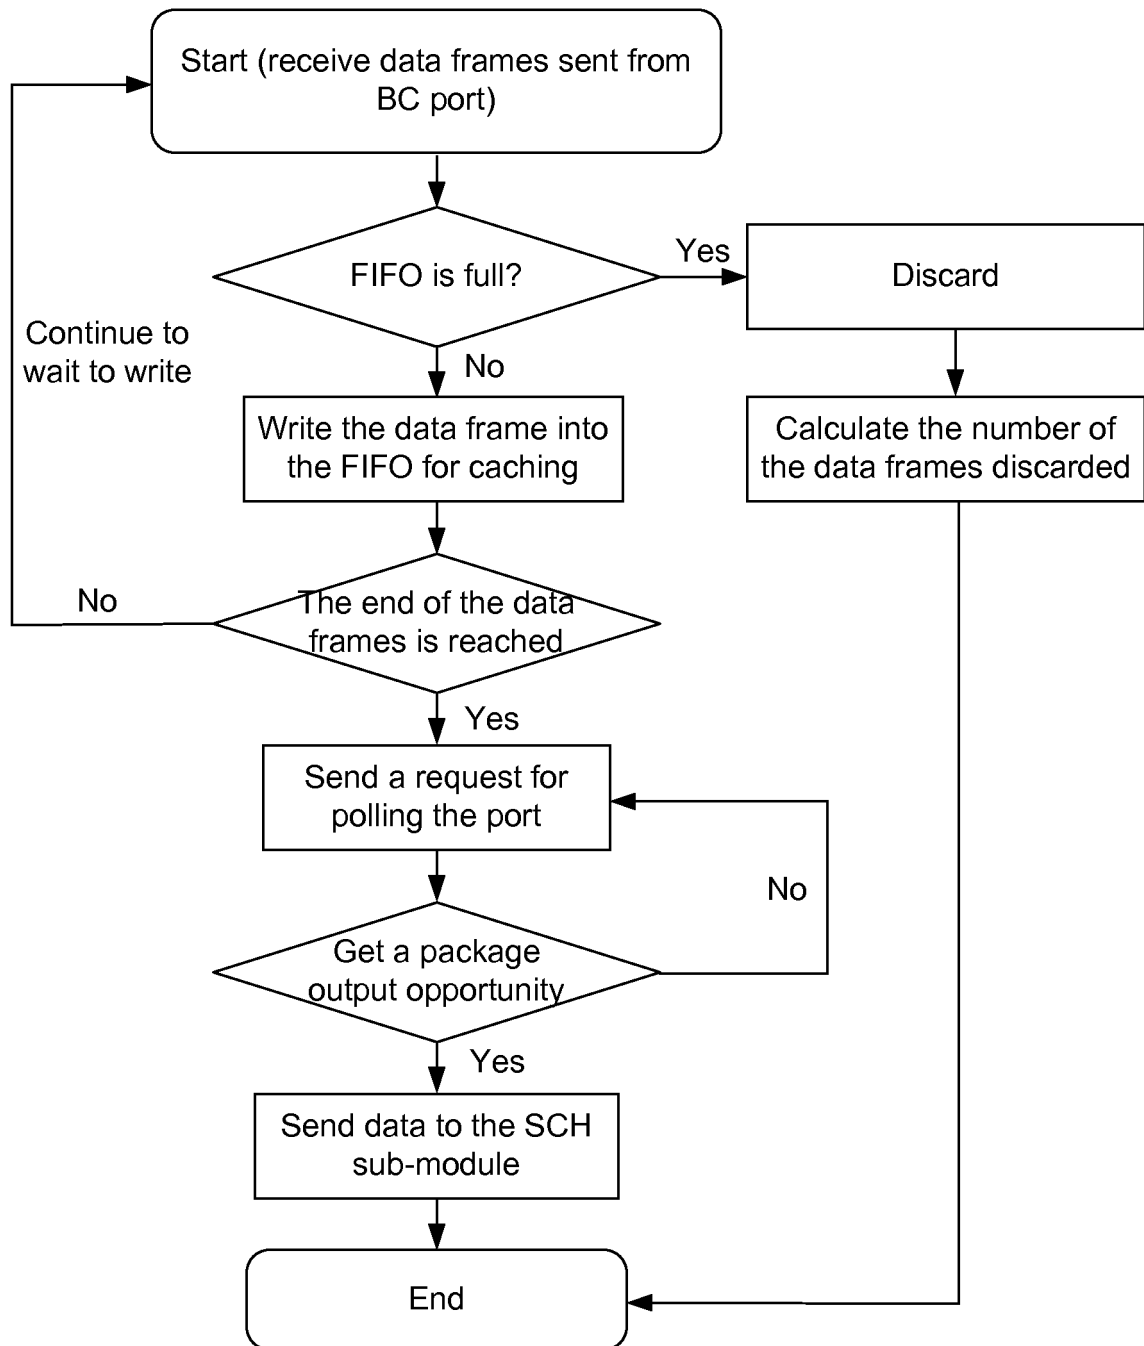 Start (receive data frames sent from
BC port)
FIFO is full?
Yes
Discard
Continue to
wait to write
No
Write the data frame into
the FIFO for caching
Calculate the number of
the data frames discarded
No
The end of the data
frames is reached
Yes
Send a request for
polling the port
No
Get a package
output opportunity
Yes
Send data to the SCH
sub-module
End